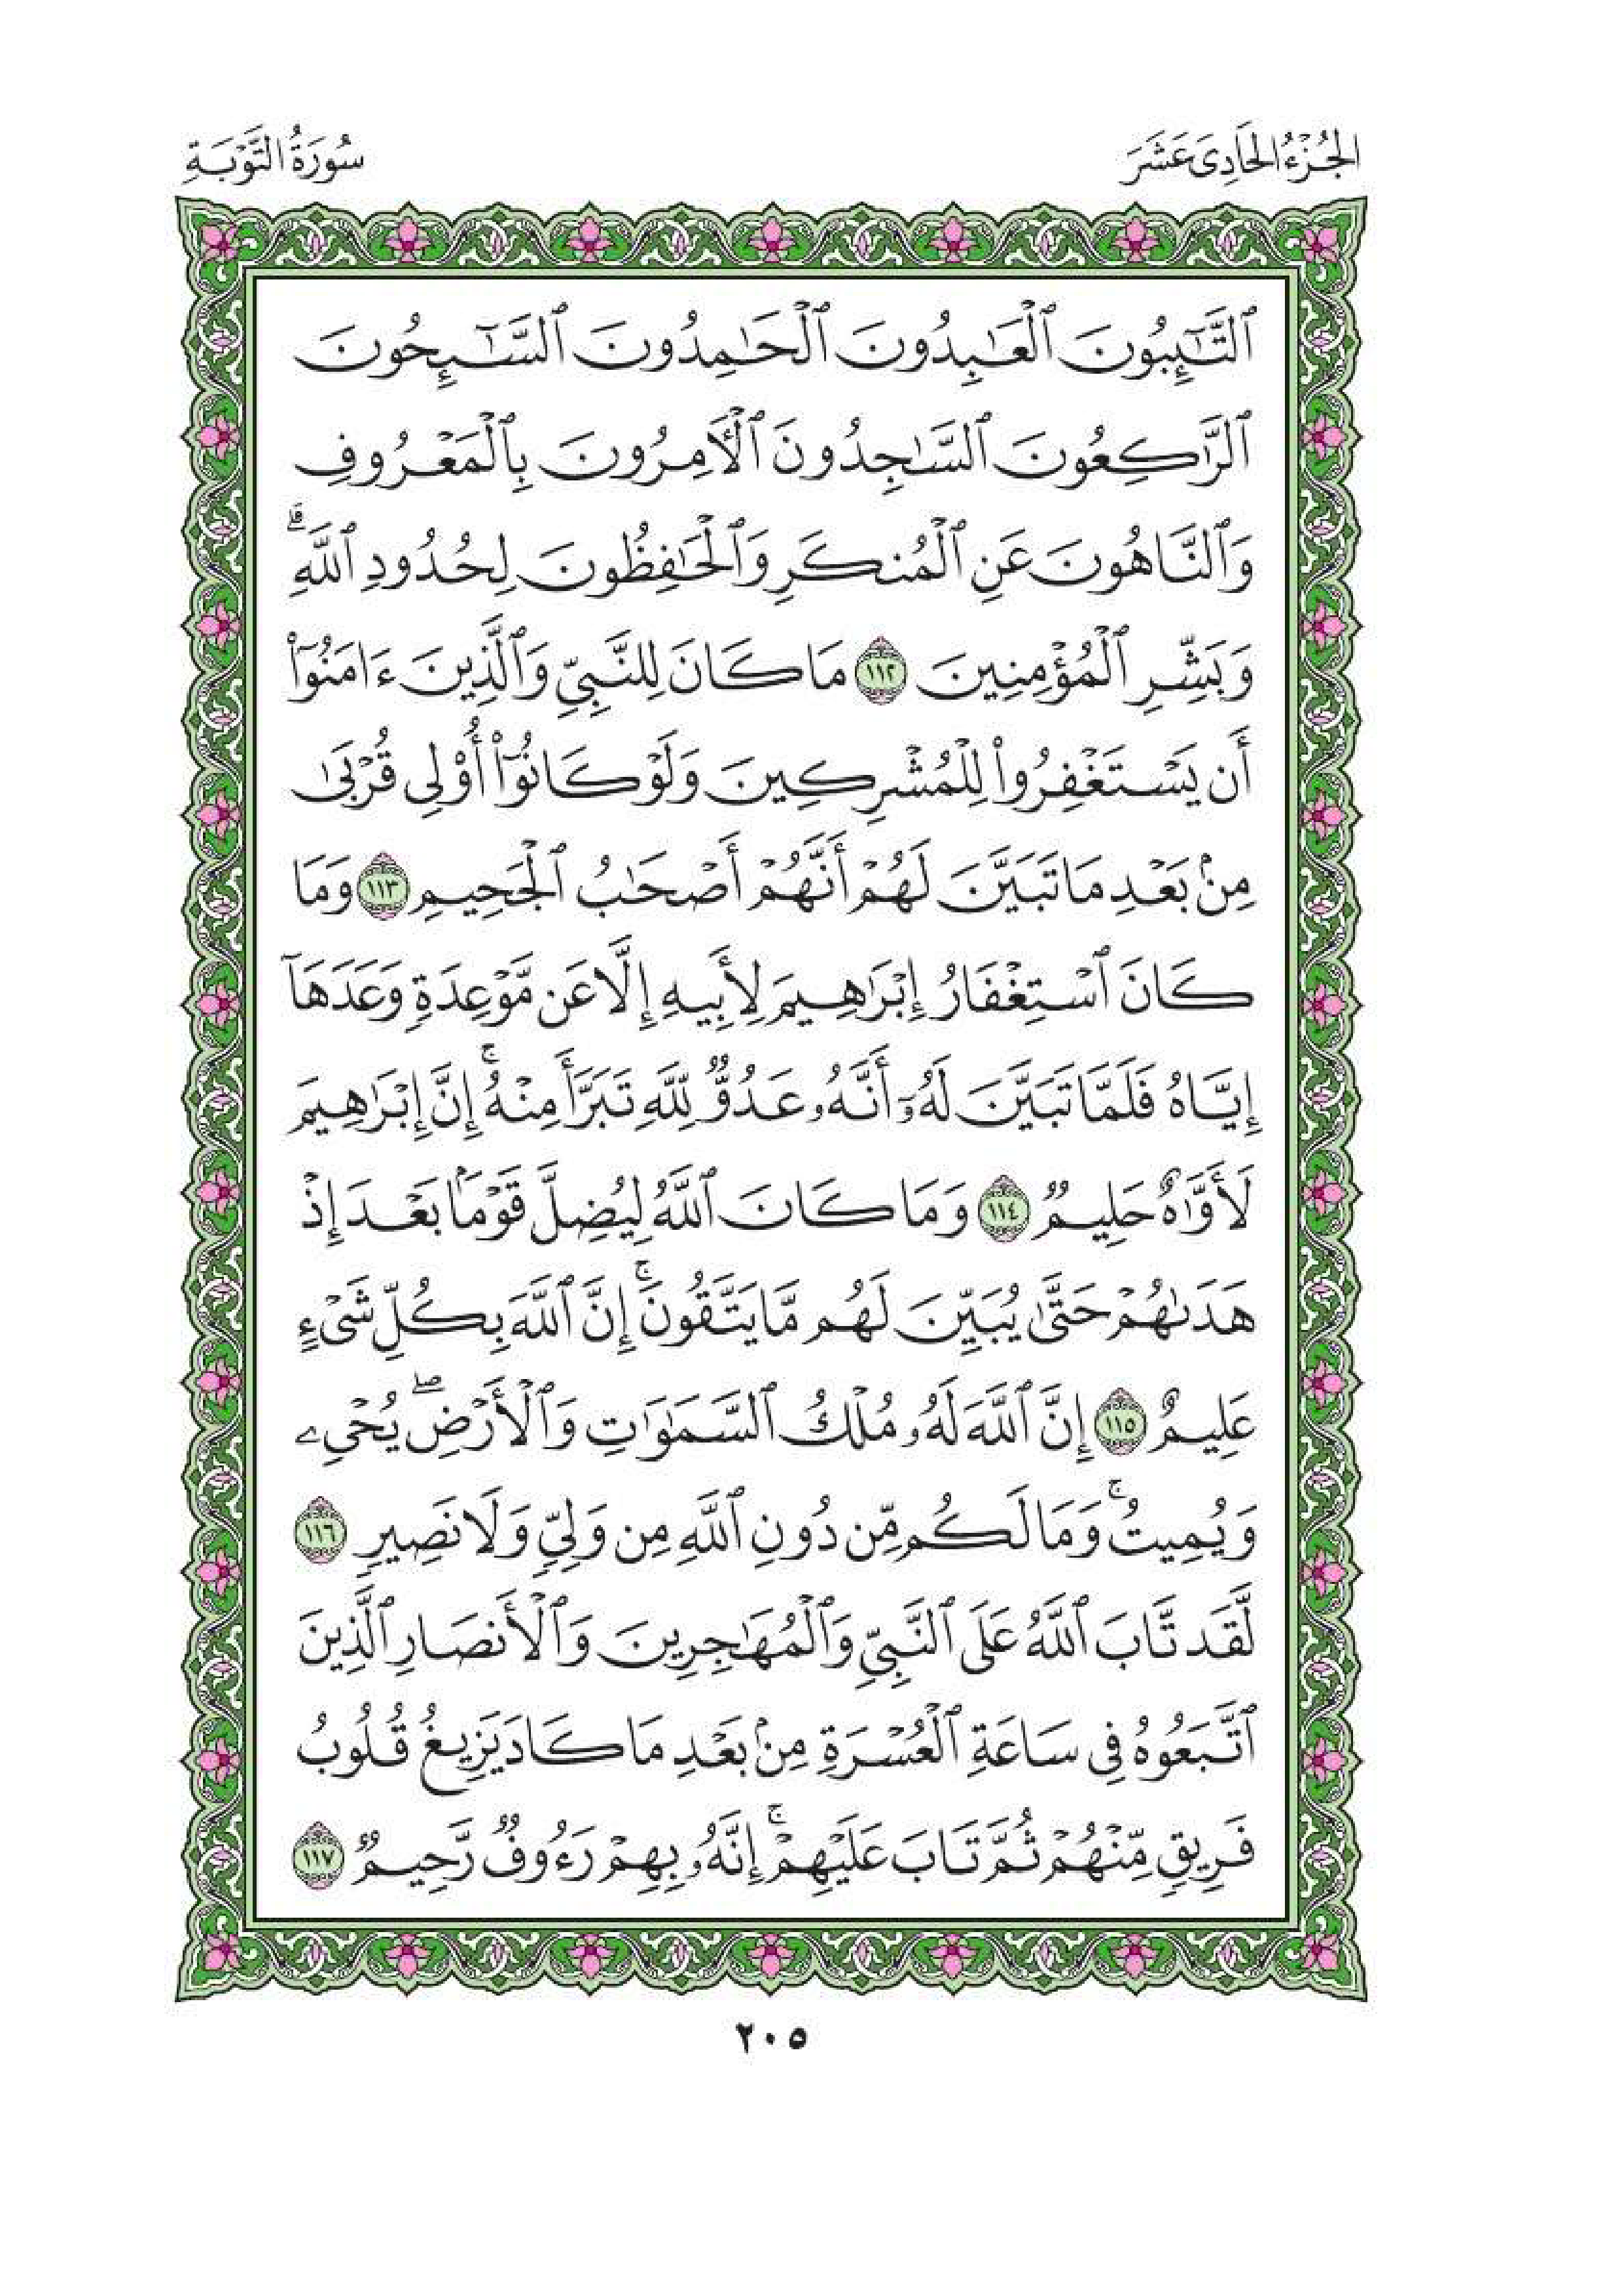 الجُزْءُ الحَادِيَ عَشَرَ
سُورَةُ التَّوْبَةِ
ٱلتَّـٰٓئِبُونَ ٱلْعَـٰبِدُونَ ٱلْحَـٰمِدُونَ ٱلسَّـٰٓئِحُونَ
ٱلرَّٰكِعُونَ ٱلسَّـٰجِدُونَ ٱلْـَٔامِرُونَ بِٱلْمَعْرُوفِ
وَٱلنَّاهُونَ عَنِ ٱلْمُنكَرِ وَٱلْحَـٰفِظُونَ لِحُدُودِ ٱللَّهِ ۗ
وَبَشِّرِ ٱلْمُؤْمِنِينَ ١١٢ مَا كَانَ لِلنَّبِىِّ وَٱلَّذِينَ ءَامَنُوٓا۟
أَن يَسْتَغْفِرُوا۟ لِلْمُشْرِكِينَ وَلَوْ كَانُوٓا۟ أُو۟لِى قُرْبَىٰ
مِنۢ بَعْدِ مَا تَبَيَّنَ لَهُمْ أَنَّهُمْ أَصْحَـٰبُ ٱلْجَحِيمِ ١١٣ وَمَا
كَانَ ٱسْتِغْفَارُ إِبْرَٰهِيمَ لِأَبِيهِ إِلَّا عَن مَّوْعِدَةٍ وَعَدَهَآ
إِيَّاهُ فَلَمَّا تَبَيَّنَ لَهُۥٓ أَنَّهُۥ عَدُوٌّ لِّلَّهِ تَبَرَّأَ مِنْهُ ۚ إِنَّ إِبْرَٰهِيمَ
لَأَوَّٰهٌ حَلِيمٌ ١١٤ وَمَا كَانَ ٱللَّهُ لِيُضِلَّ قَوْمًۢا بَعْدَ إِذْ
هَدَىٰهُمْ حَتَّىٰ يُبَيِّنَ لَهُم مَّا يَتَّقُونَ ۚ إِنَّ ٱللَّهَ بِكُلِّ شَىْءٍ
عَلِيمٌ ١١٥ إِنَّ ٱللَّهَ لَهُۥ مُلْكُ ٱلسَّمَـٰوَٰتِ وَٱلْأَرْضِ ۖ يُحْىِۦ
وَيُمِيتُ ۚ وَمَا لَكُم مِّن دُونِ ٱللَّهِ مِن وَلِىٍّ وَلَا نَصِيرٍ ١١٦
لَّقَد تَّابَ ٱللَّهُ عَلَى ٱلنَّبِىِّ وَٱلْمُهَـٰجِرِينَ وَٱلْأَنصَارِ ٱلَّذِينَ
ٱتَّبَعُوهُ فِى سَاعَةِ ٱلْعُسْرَةِ مِنۢ بَعْدِ مَا كَادَ يَزِيغُ قُلُوبُ
فَرِيقٍ مِّنْهُمْ ثُمَّ تَابَ عَلَيْهِمْ ۚ إِنَّهُۥ بِهِمْ رَءُوفٌ رَّحِيمٌ ١١٧
٢٠٥